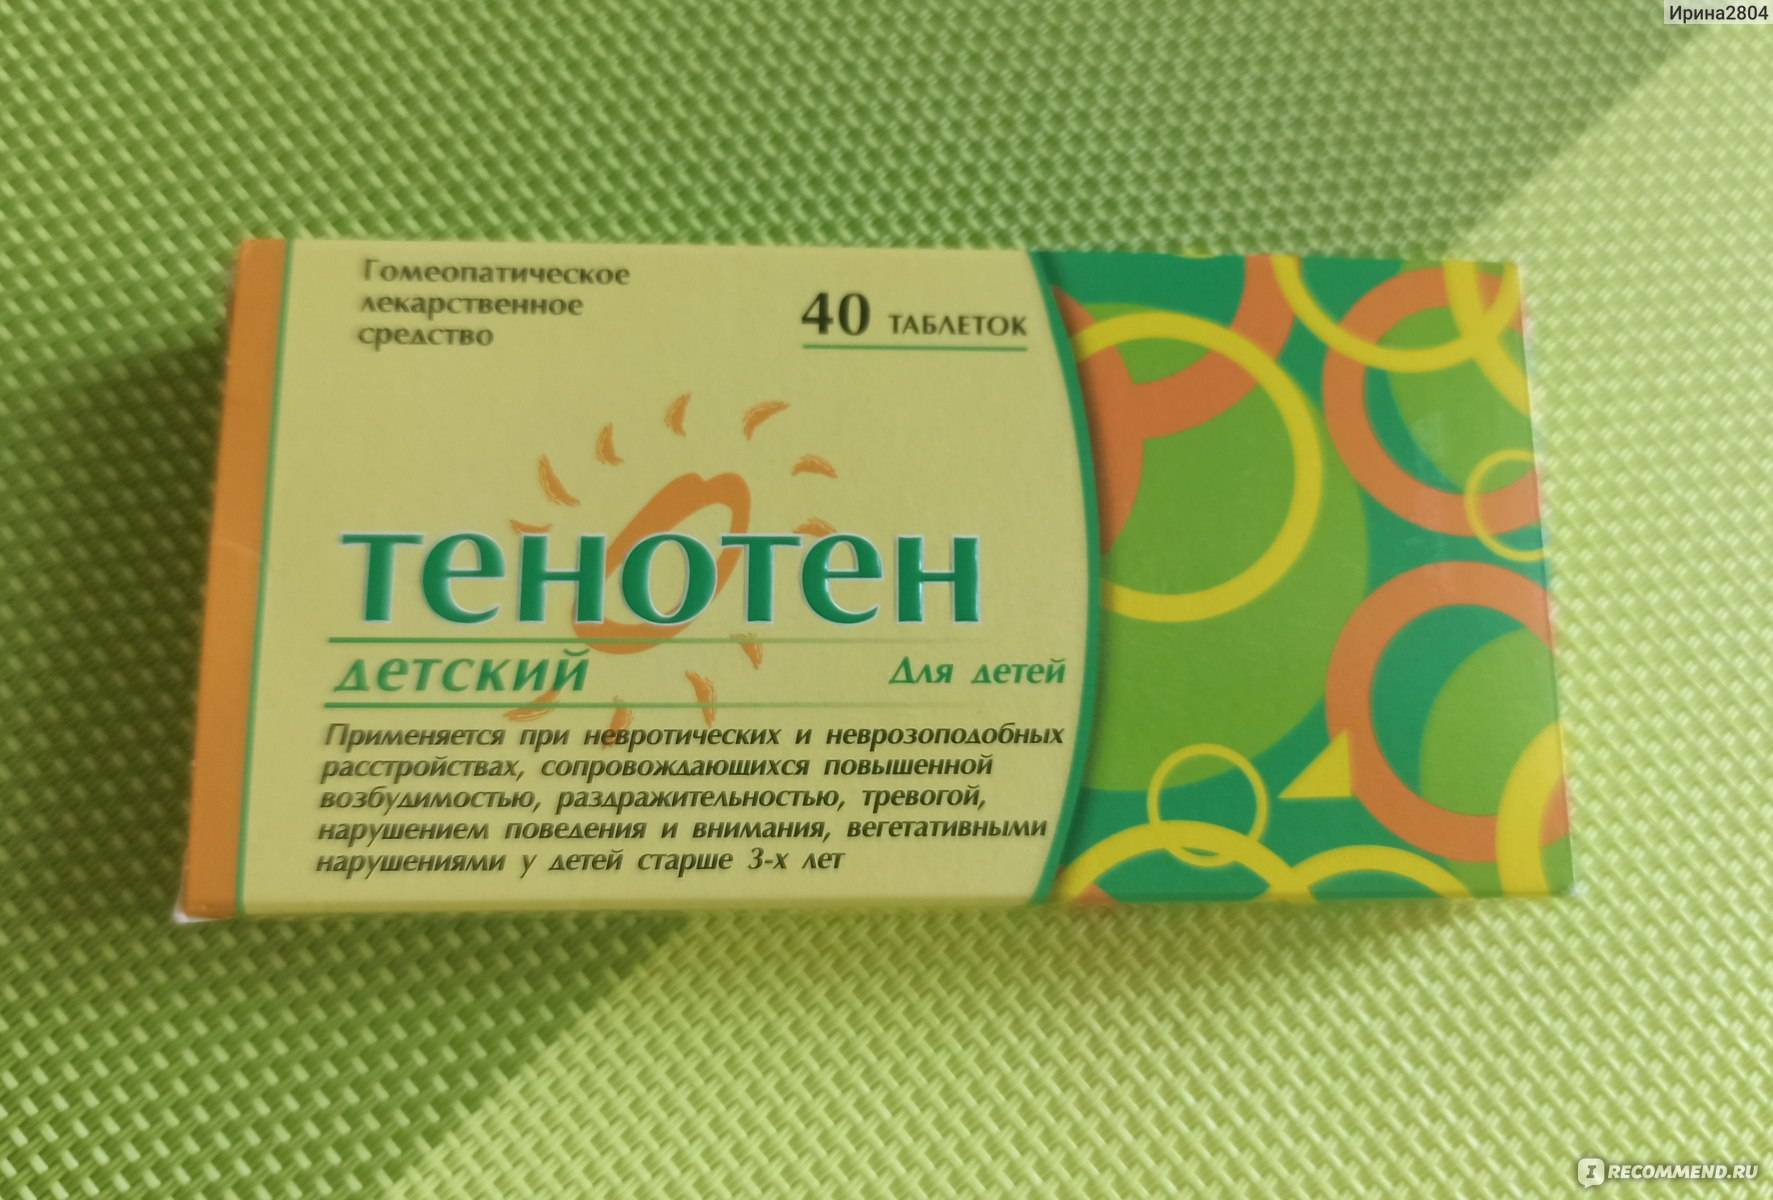 Ирина2804
Гомеопатическое
лекарственное
средство
40 ТАБЛЕТОК
ТЕНОТЕН
детский
Для детей
Применяется при невротических и неврозоподобных
расстройствах, сопровождающихся повышенной
возбудимостью, раздражительностью, тревогой,
нарушением поведения и внимания, вегетативными
нарушениями у детей старше 3-х лет
IRECOMMEND.RU